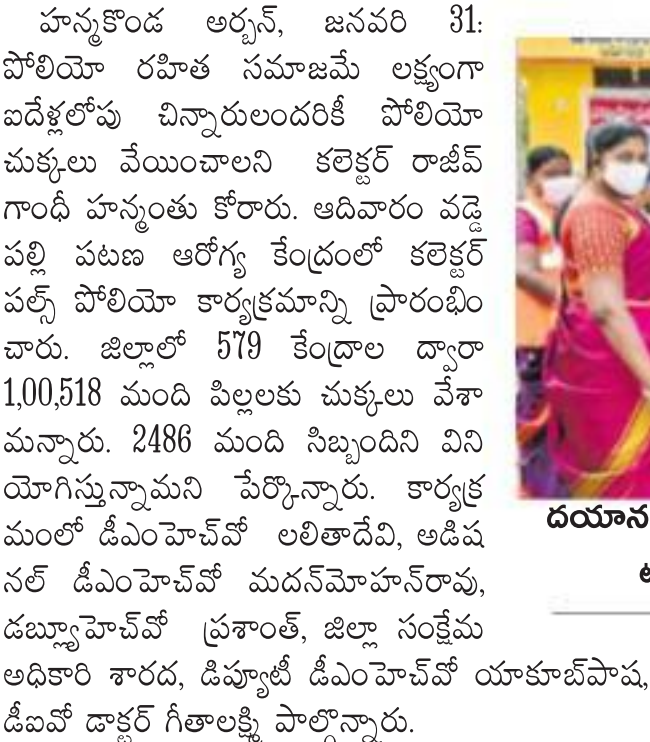 హన్మకొండ అర్బన్, జనవరి 31:
పోలియో రహిత సమాజమే లక్ష్యంగా
ఐదేళ్లలోపు చిన్నారులందరికీ పోలియో
చుక్కలు వేయించాలని కలెక్టర్ రాజీవ్
గాంధీ హన్మంతు కోరారు. ఆదివారం వడ్డె
పల్లి పటణ ఆరోగ్య కేంద్రంలో కలెక్టర్
పల్స్ పోలియో కార్యక్రమాన్ని ప్రారంభిం
చారు. జిల్లాలో 579 కేంద్రాల ద్వారా
1,00,518 మంది పిల్లలకు చుక్కలు వేశా
మన్నారు. 2486 మంది సిబ్బందిని విని
యోగిస్తున్నామని పేర్కొన్నారు. కార్యక్ర
మంలో డీఎంహెచ్‌వో లలితాదేవి, అడిష
నల్ డీఎంహెచ్‌వో మదన్‌మోహన్‌రావు,
డబ్ల్యూహెచ్‌వో ప్రశాంత్, జిల్లా సంక్షేమ
అధికారి శారద, డిప్యూటీ డీఎంహెచ్‌వో యాకూబ్‌పాష,
డీఐవో డాక్టర్ గీతాలక్ష్మి పాల్గొన్నారు.
దయాన